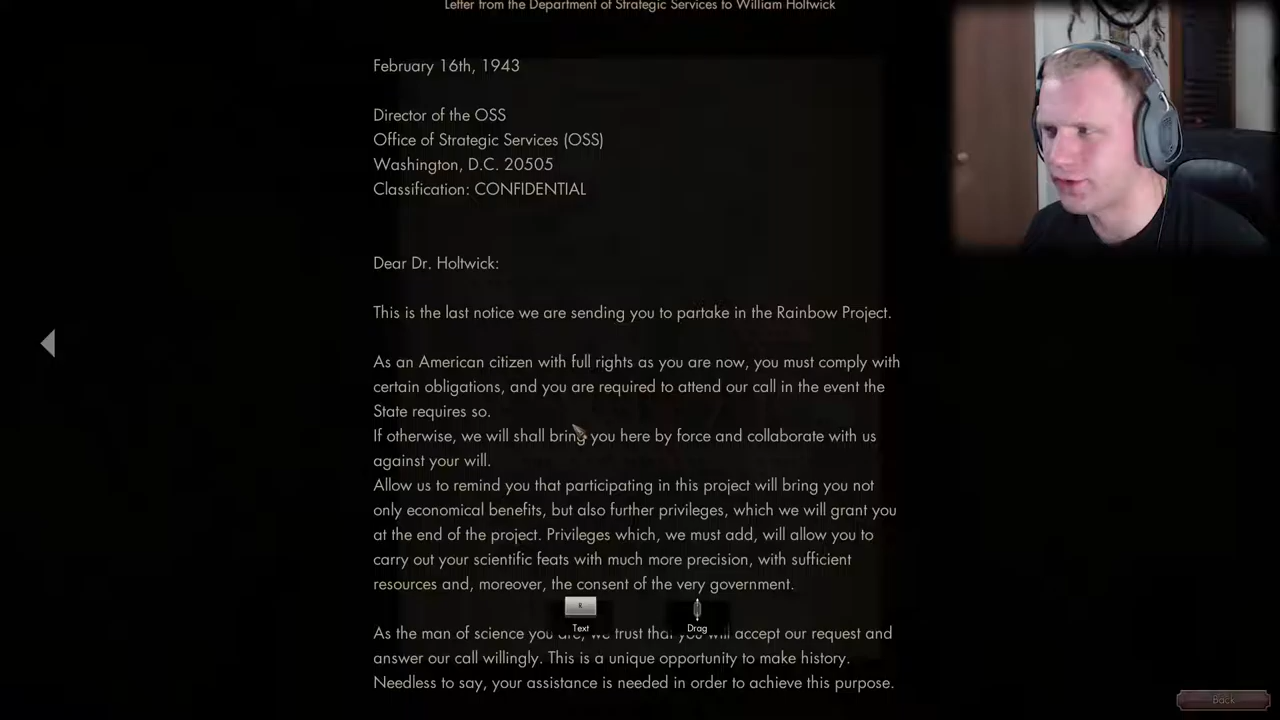 Letter from the Department of Strategic Services to William Holtwick
February 16th, 1943
Director of the OSS
Office of Strategic Services (OSS)
Washington, D.C. 20505
Classification: CONFIDENTIAL
Dear Dr. Holtwick:
This is the last notice we are sending you to partake in the Rainbow Project.
As an American citizen with full rights as you are now, you must comply with
certain obligations, and you are required to attend our call in the event the
State requires so.
If otherwise, we will shall bring you here by force and collaborate with us
against your will.
Allow us to remind you that participating in this project will bring you not
only economical benefits, but also further privileges, which we will grant you
at the end of the project. Privileges which, we must add, will allow you to
carry out your scientific feats with much more precision, with sufficient
resources and, moreover, the consent of the very government.
R
Text
Drag
As the man of science you are, we trust that you will accept our request and
answer our call willingly. This is a unique opportunity to make history.
Needless to say, your assistance is needed in order to achieve this purpose.
Back